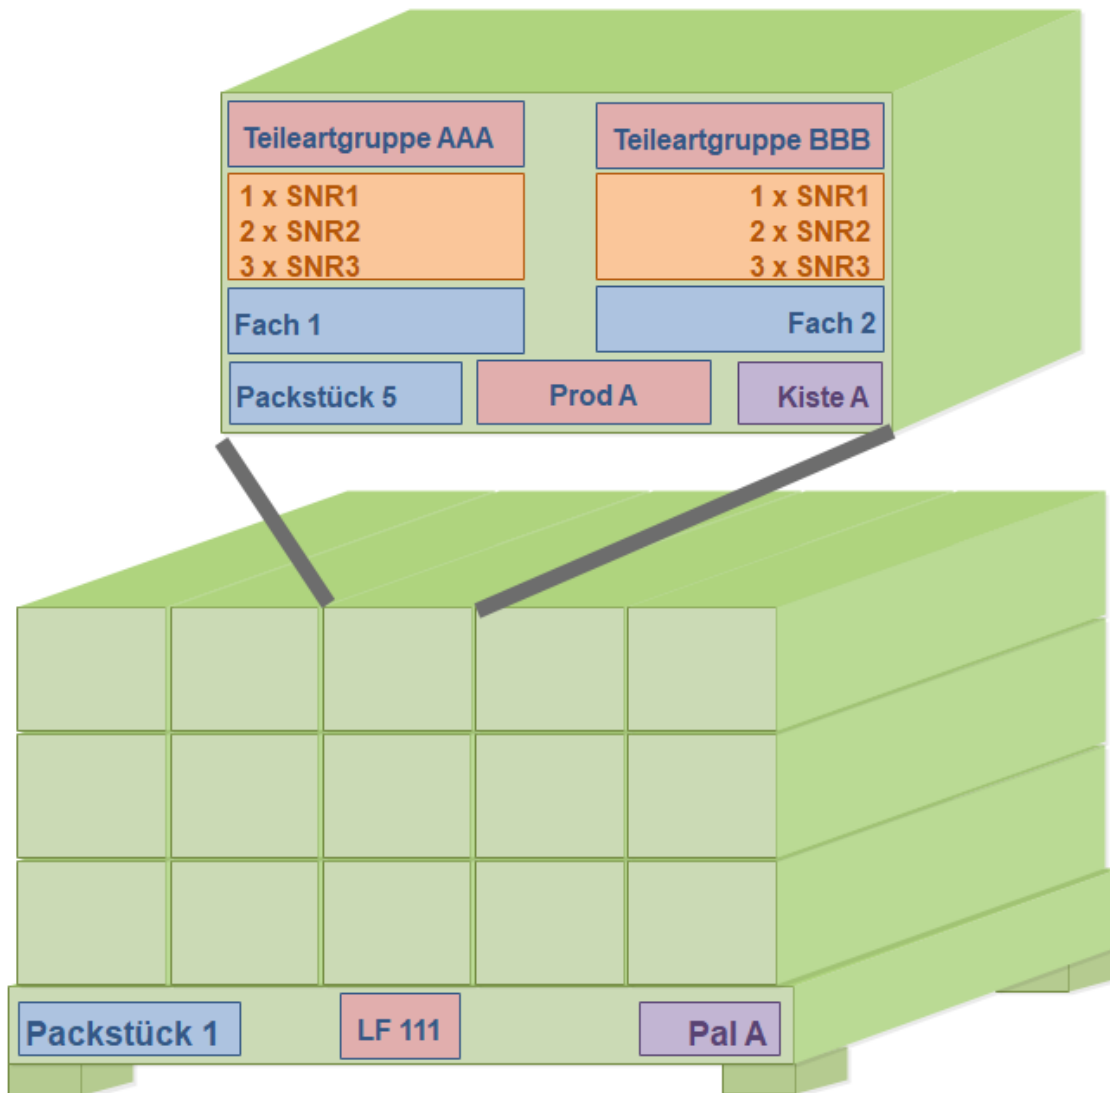 Teileartgruppe AAA
Teileartgruppe BBB
1 x SNR1
2 x SNR2
3 x SNR3
1 x SNR1
2 x SNR2
3 x SNR3
Fach 1
Fach 2
Packstück 5
Prod A
Kiste A
Packstück 1
LF 111
Pal A